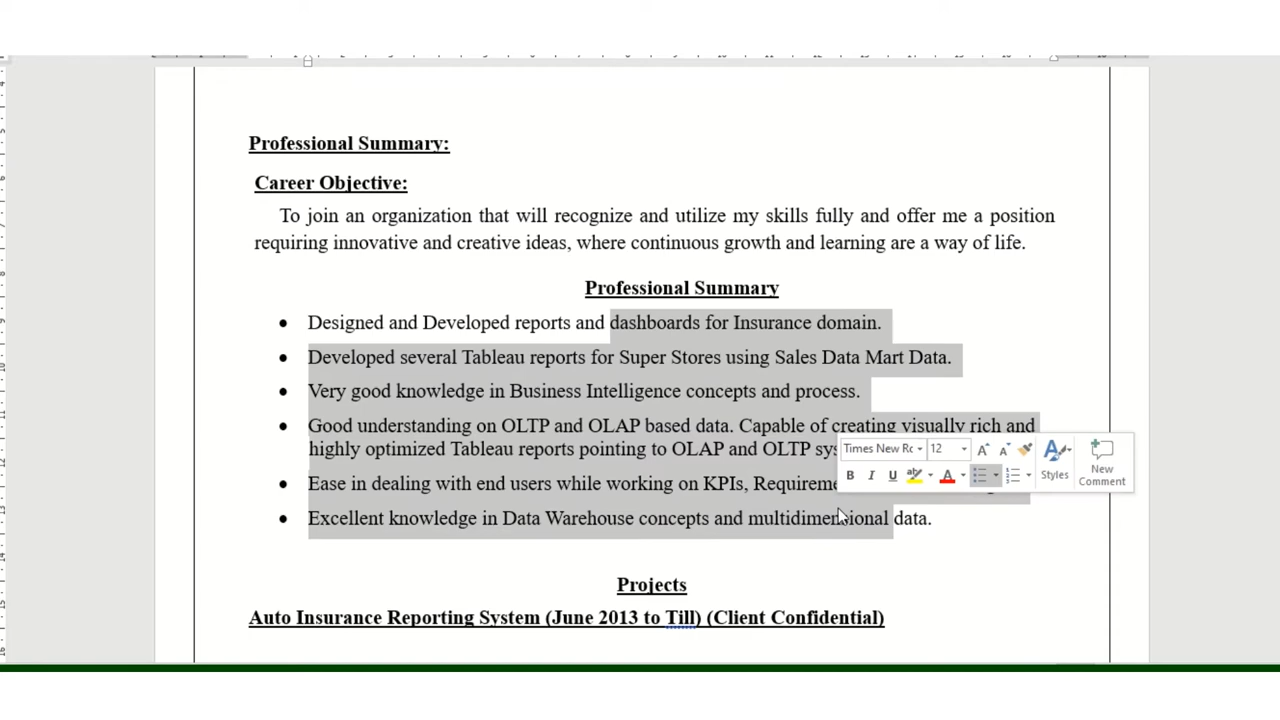 Professional Summary:
Career Objective:
To join an organization that will recognize and utilize my skills fully and offer me a position
requiring innovative and creative ideas, where continuous growth and learning are a way of life.
Professional Summary
• Designed and Developed reports and dashboards for Insurance domain.
• Developed several Tableau reports for Super Stores using Sales Data Mart Data.
• Very good knowledge in Business Intelligence concepts and process.
• Good understanding on OLTP and OLAP based data. Capable of creating visually rich and
highly optimized Tableau reports pointing to OLAP and OLTP
Times New 12
B I U ab A Styles New
Comment
• Ease in dealing with end users while working on KPIs,
• Excellent knowledge in Data Warehouse concepts and multidimensional data.
Projects
Auto Insurance Reporting System (June 2013 to Till) (Client Confidential)